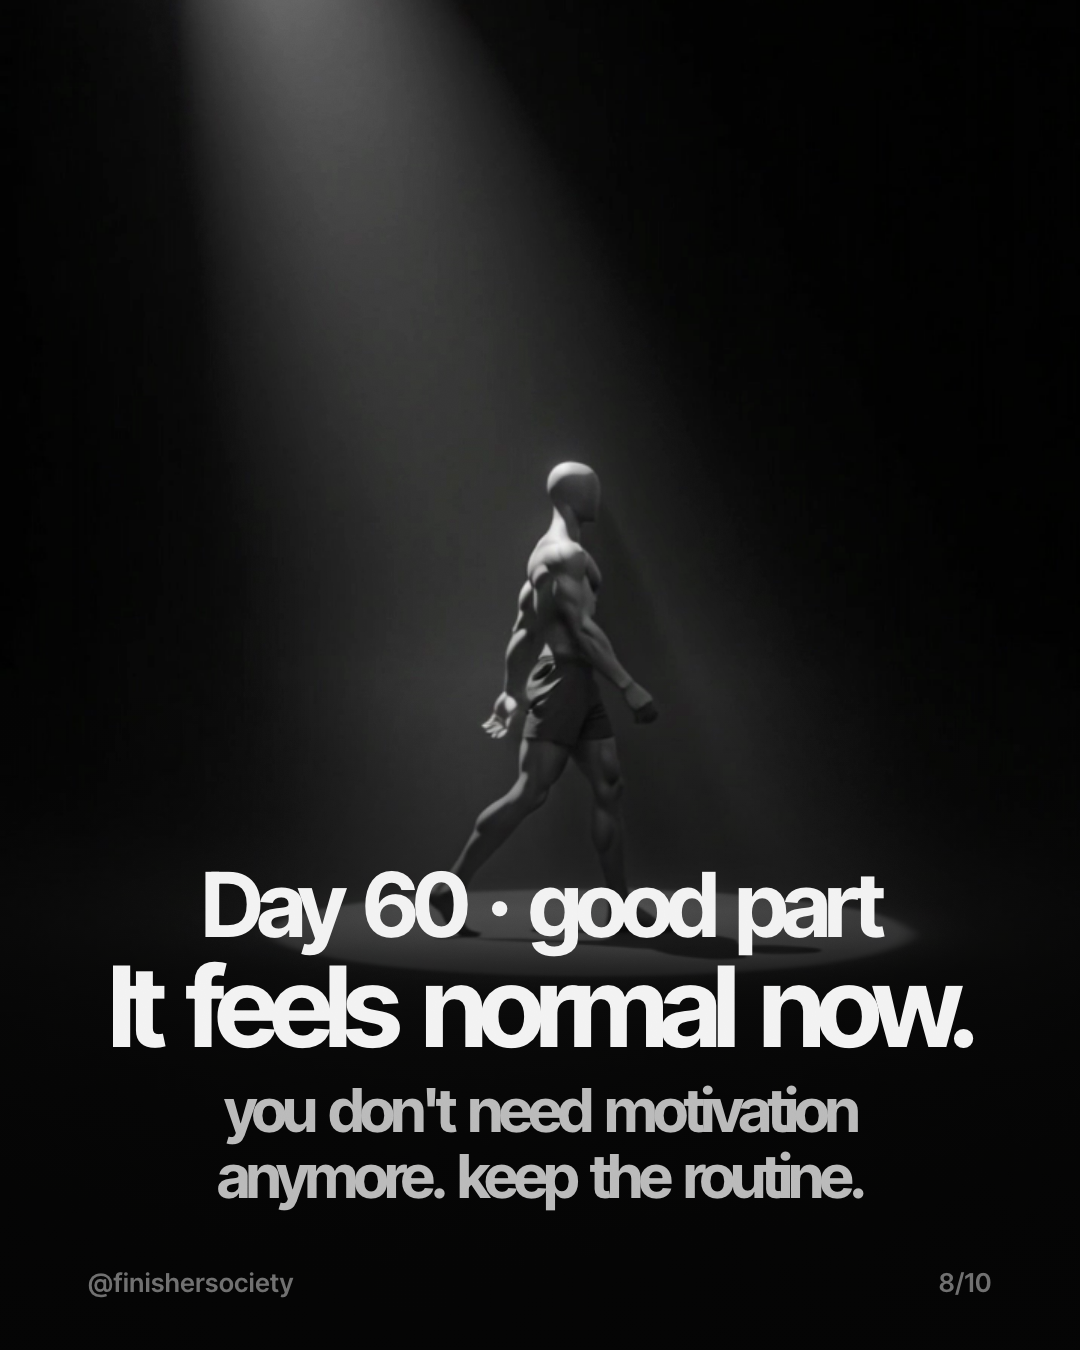 Day 60 · good part
It feels normal now.
you don't need motivation
anymore. keep the routine.
@finishersociety
8/10